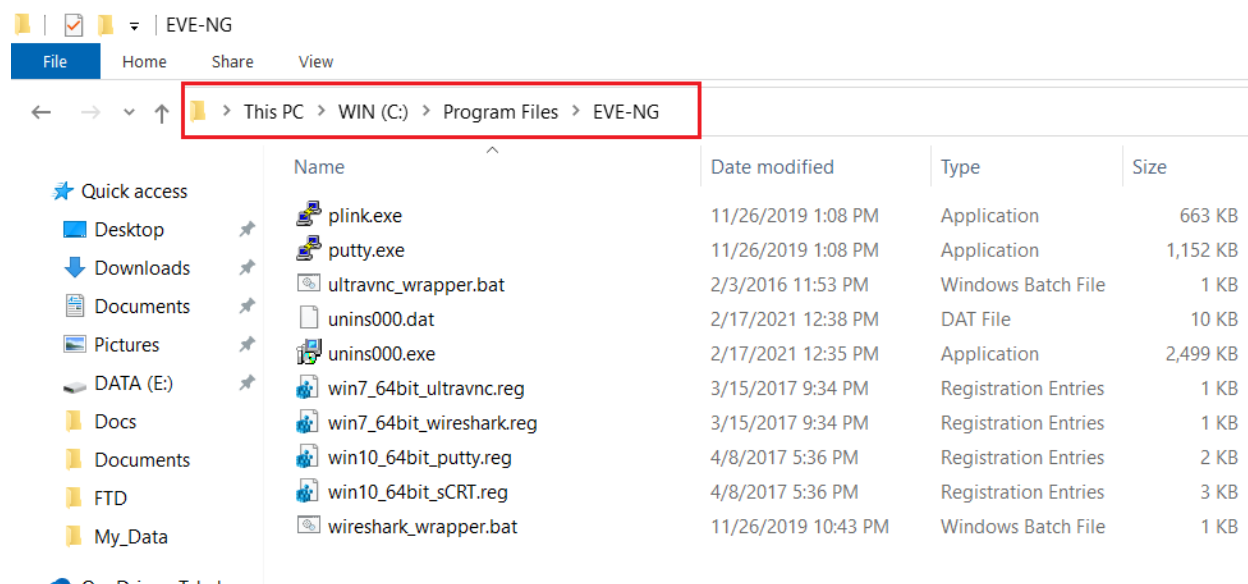 EVE-NG
File Home Share View
This PC > WIN (C:) > Program Files > EVE-NG
Name Date modified Type Size
Quick access
Desktop
Downloads
Documents
Pictures
DATA (E:)
Docs
Documents
FTD
My_Data
plink.exe 11/26/2019 1:08 PM Application 663 KB
putty.exe 11/26/2019 1:08 PM Application 1,152 KB
ultravnc_wrapper.bat 2/3/2016 11:53 PM Windows Batch File 1 KB
unins000.dat 2/17/2021 12:38 PM DAT File 10 KB
unins000.exe 2/17/2021 12:35 PM Application 2,499 KB
win7_64bit_ultravnc.reg 3/15/2017 9:34 PM Registration Entries 1 KB
win7_64bit_wireshark.reg 3/15/2017 9:34 PM Registration Entries 1 KB
win10_64bit_putty.reg 4/8/2017 5:36 PM Registration Entries 2 KB
win10_64bit_sCRT.reg 4/8/2017 5:36 PM Registration Entries 3 KB
wireshark_wrapper.bat 11/26/2019 10:43 PM Windows Batch File 1 KB